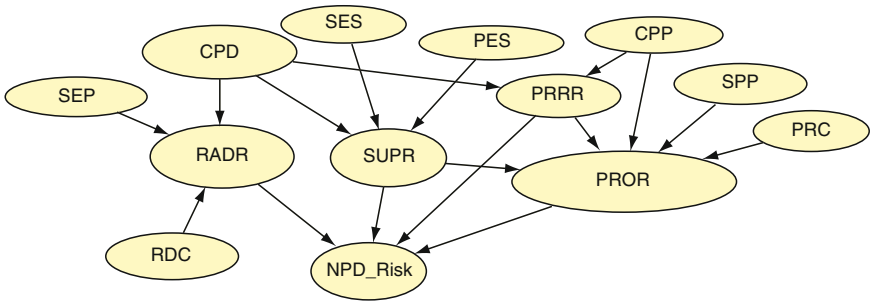 SES
CPD
PES
CPP
SEP
PRRR
SPP
PRC
RADR
SUPR
PROR
RDC
NPD_Risk